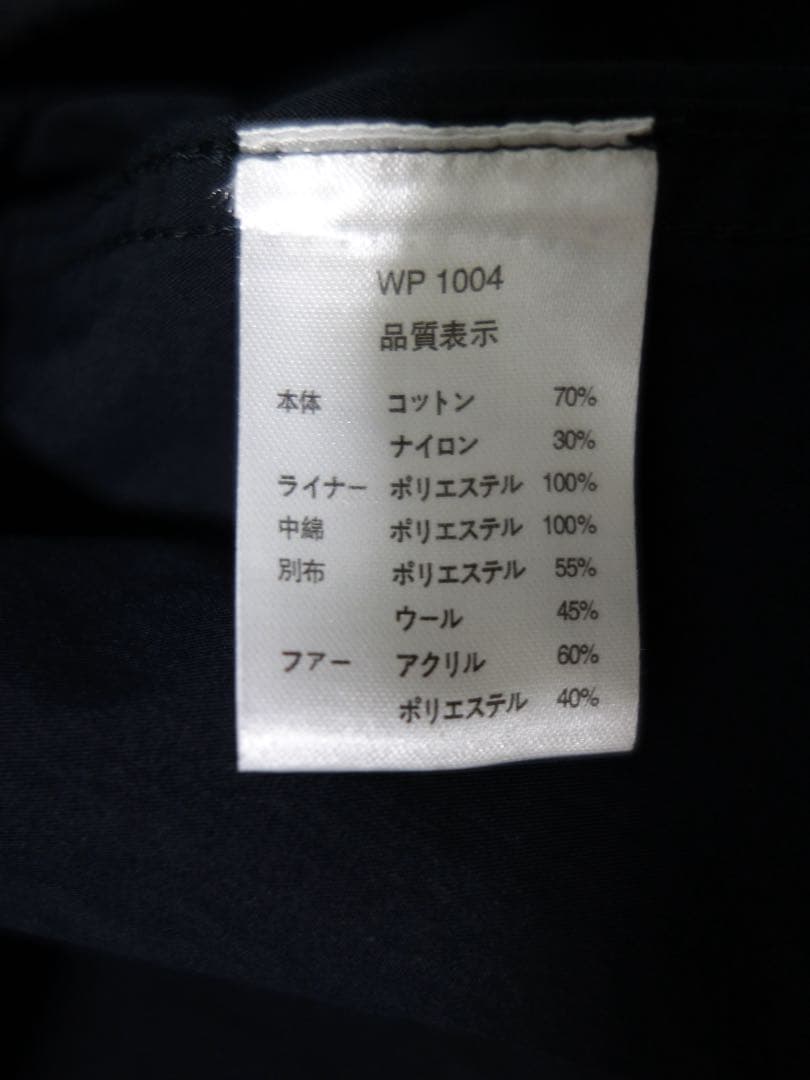 WP 1004
品質表示
本体 コットン 70%
ナイロン 30%
ライナー ポリエステル 100%
中綿 ポリエステル 100%
別布 ポリエステル 55%
ウール 45%
ファー アクリル 60%
ポリエステル 40%